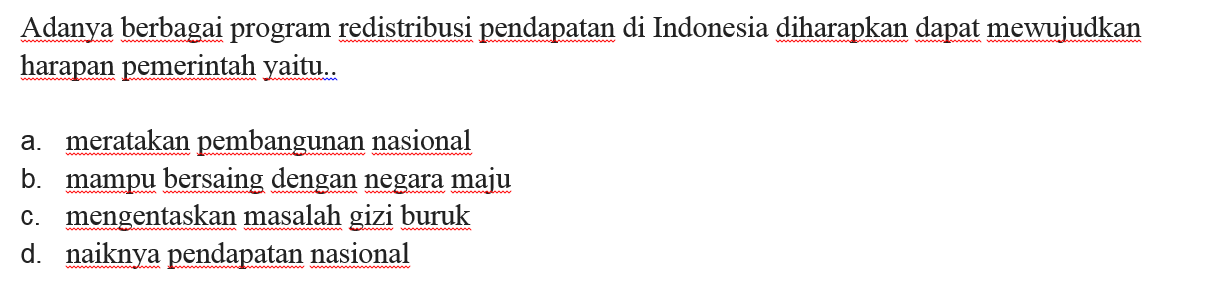 Adanya berbagai program redistribusi pendapatan di Indonesia diharapkan dapat mewujudkan
harapan pemerintah yaitu..
a. meratakan pembangunan nasional
b. mampu bersaing dengan negara maju
c. mengentaskan masalah gizi buruk
d. naiknya pendapatan nasional